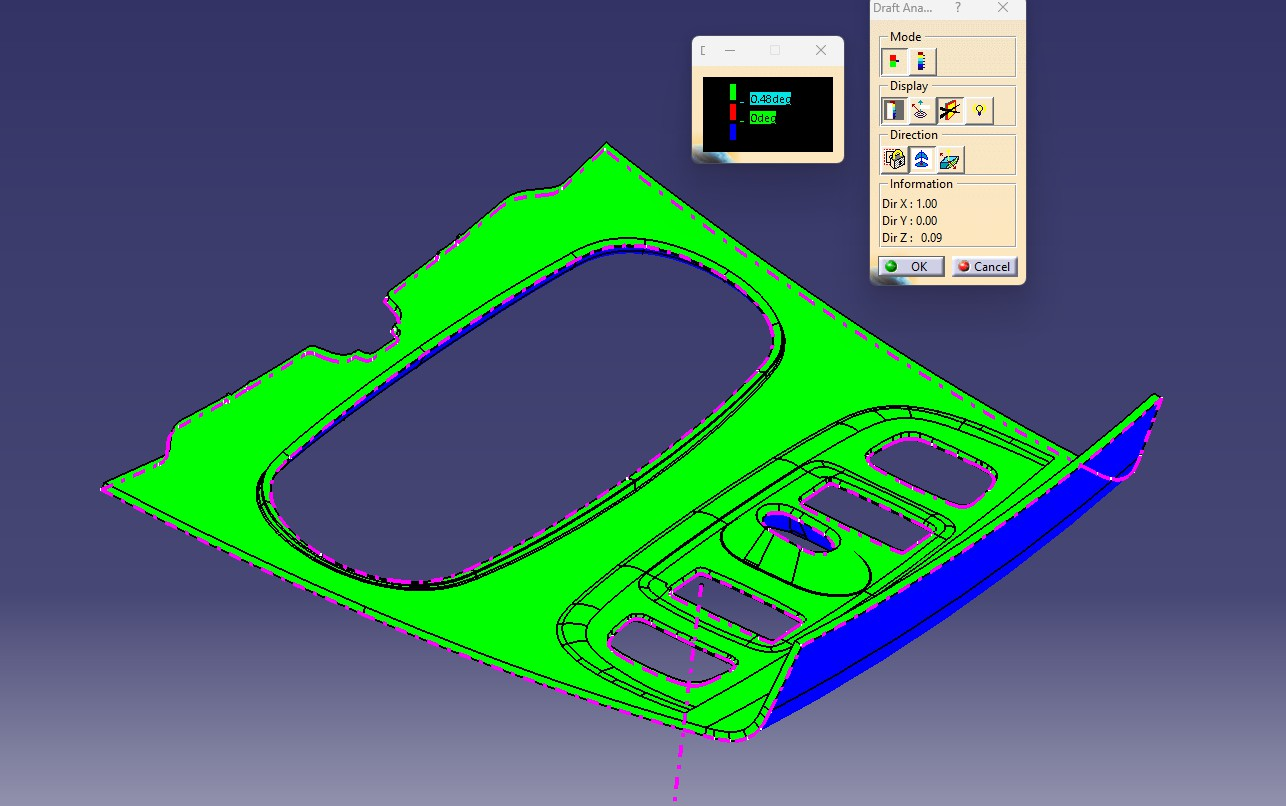 Draft Ana... ?
Mode
Display
0.48deg
0deg
Direction
Information
Dir X : 1.00
Dir Y : 0.00
Dir Z : 0.09
OK Cancel